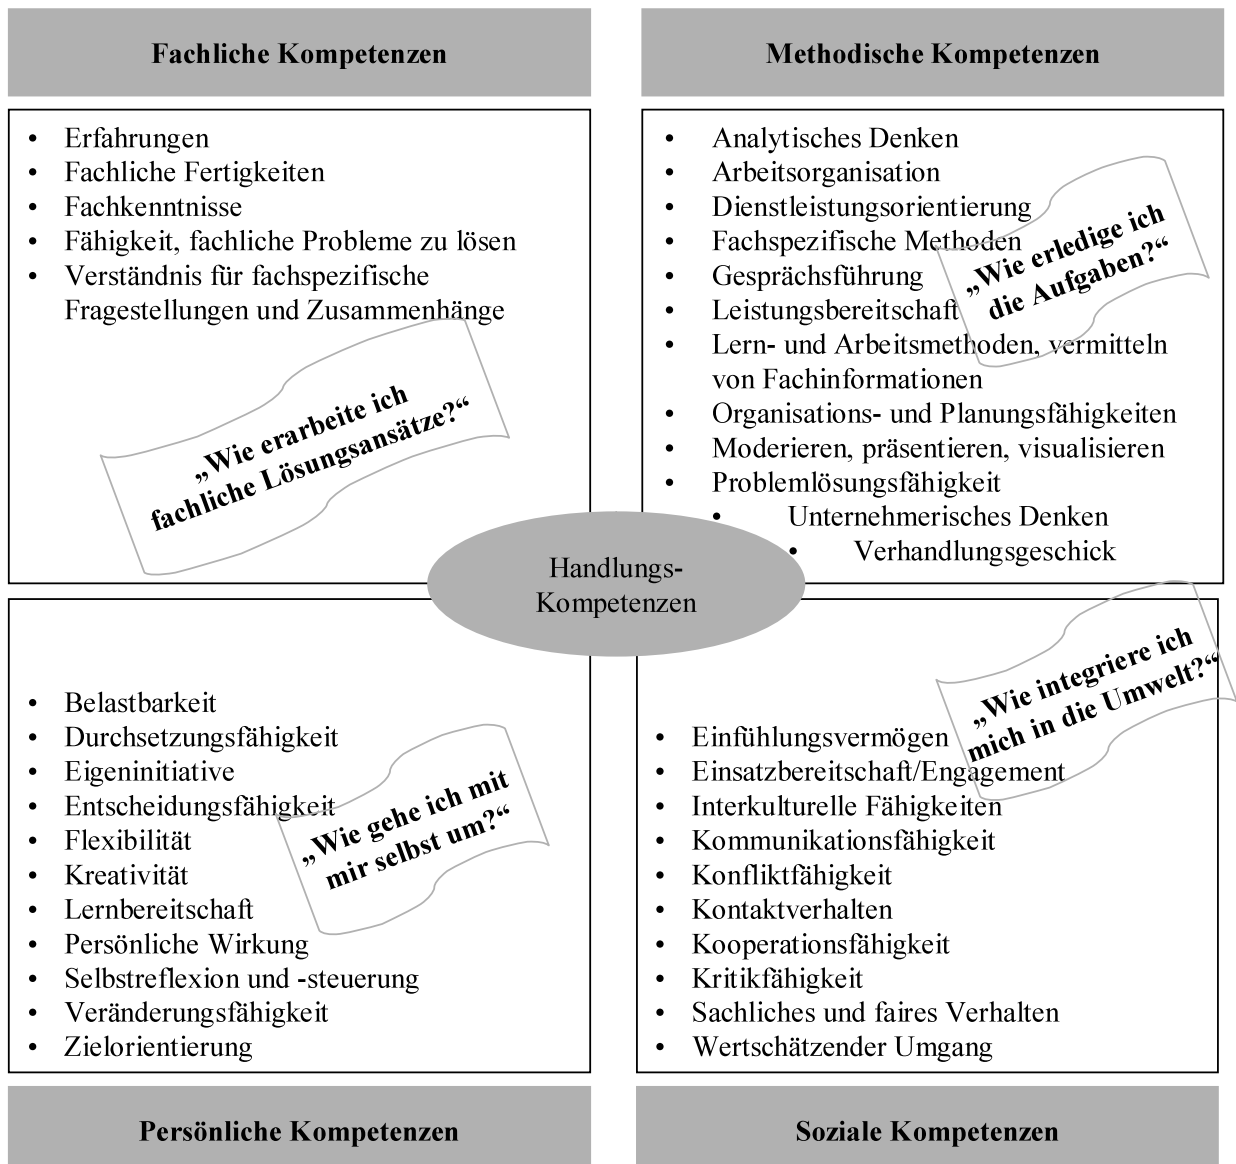 Fachliche Kompetenzen
• Erfahrungen
• Fachliche Fertigkeiten
• Fachkenntnisse
• Fähigkeit, fachliche Probleme zu lösen
• Verständnis für fachspezifische
Fragestellungen und Zusammenhänge
„Wie erarbeite ich
fachliche Lösungsansätze?“
Methodische Kompetenzen
• Analytisches Denken
• Arbeitsorganisation
• Dienstleistungsorientierung
• Fachspezifische Methoden
• Gesprächsführung
• Leistungsbereitschaft
• Lern- und Arbeitsmethoden, vermitteln
von Fachinformationen
• Organisations- und Planungsfähigkeiten
• Moderieren, präsentieren, visualisieren
• Problemlösungsfähigkeit
• Unternehmerisches Denken
• Verhandlungsgeschick
„Wie erledige ich
die Aufgaben?“
Handlungs-
Kompetenzen
• Belastbarkeit
• Durchsetzungsfähigkeit
• Eigeninitiative
• Entscheidungsfähigkeit
• Flexibilität
• Kreativität
• Lernbereitschaft
• Persönliche Wirkung
• Selbstreflexion und -steuerung
• Veränderungsfähigkeit
• Zielorientierung
„Wie gehe ich mit
mir selbst um?“
Persönliche Kompetenzen
„Wie integriere ich
mich in die Umwelt?“
• Einfühlungsvermögen
• Einsatzbereitschaft/Engagement
• Interkulturelle Fähigkeiten
• Kommunikationsfähigkeit
• Konfliktfähigkeit
• Kontaktverhalten
• Kooperationsfähigkeit
• Kritikfähigkeit
• Sachliches und faires Verhalten
• Wertschätzender Umgang
Soziale Kompetenzen